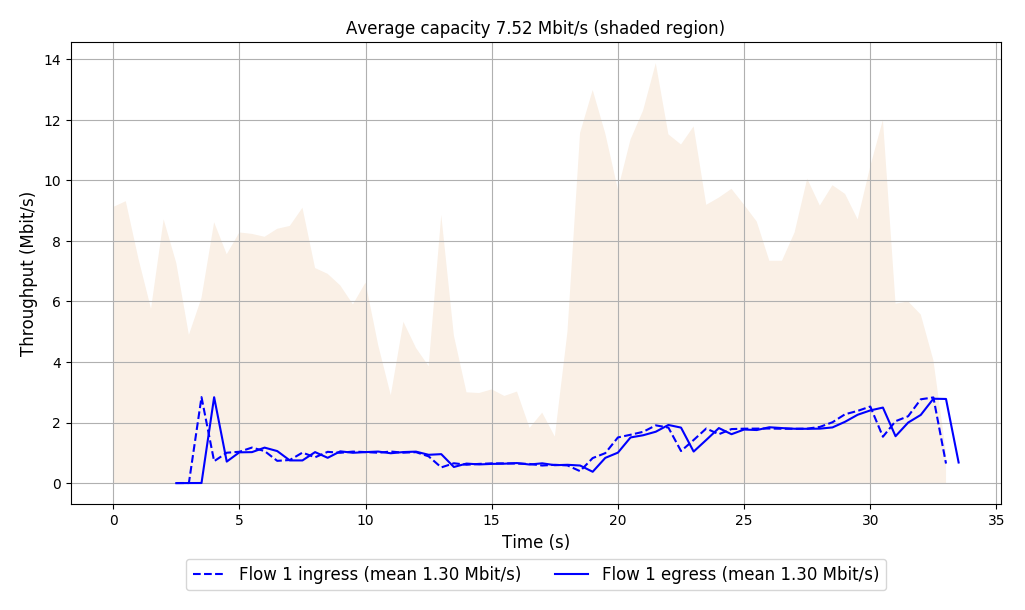 Average capacity 7.52 Mbit/s (shaded region)
14
12
10
8
6
4
2
0
Throughput (Mbit/s)
0 5 10 15 20 25 30 35
Time (s)
Flow 1 ingress (mean 1.30 Mbit/s) Flow 1 egress (mean 1.30 Mbit/s)